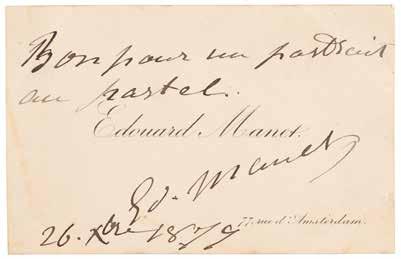 Bon pour un portrait
au pastel.
Edouard Manet.
Ed. Manet
77, rue d'Amsterdam.
26. Xbre 1879